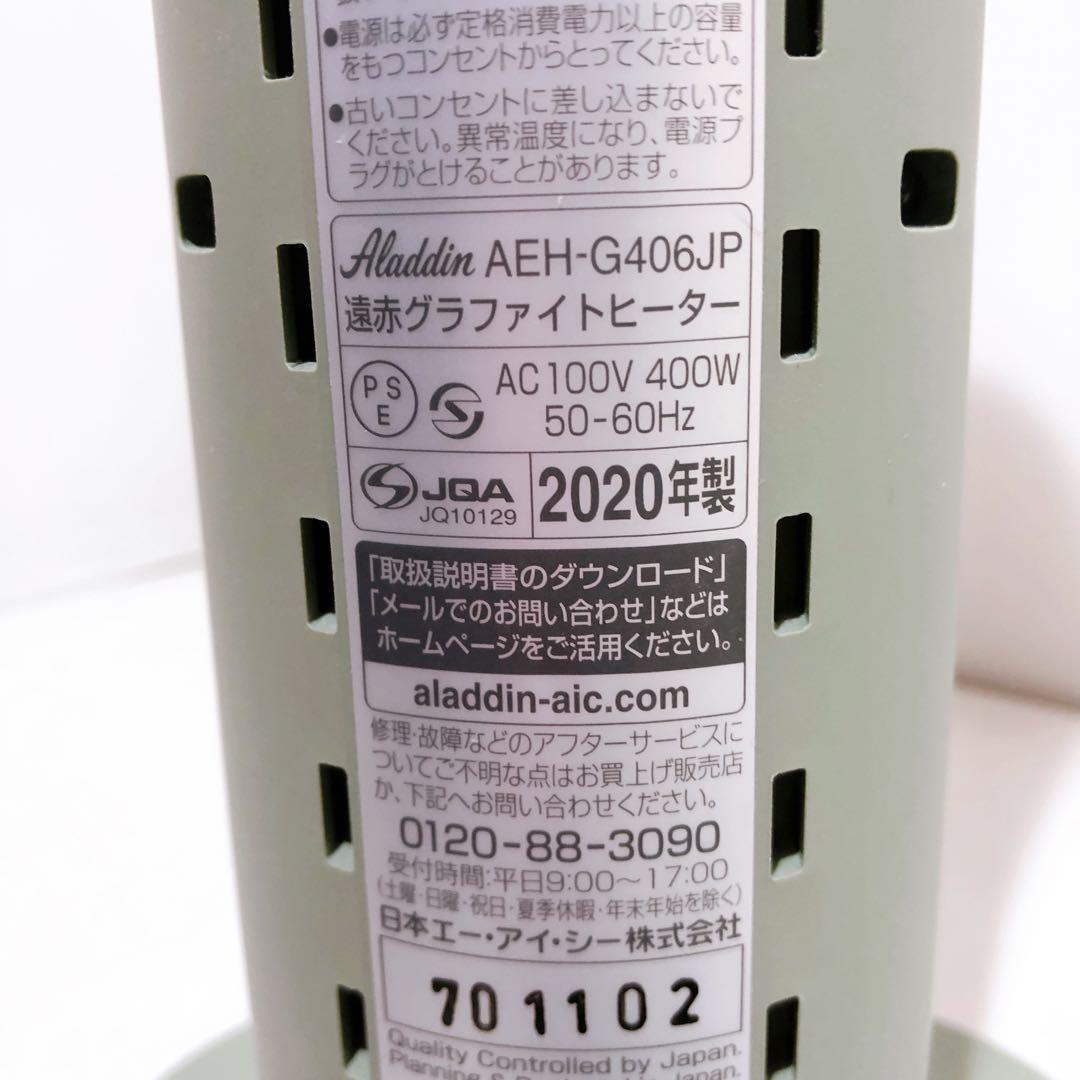 ●電源は必ず定格消費電力以上の容量
をもつコンセントからとってください。
●古いコンセントに差し込まないで
ください。異常温度になり、電源プ
ラグがとけることがあります。
Aladdin AEH-G406JP
遠赤グラファイトヒーター
PSE
AC100V 400W
50-60Hz
JQA
JQ10129
2020年製
「取扱説明書のダウンロード」
「メールでのお問い合わせ」などは
ホームページをご活用ください。
aladdin-aic.com
修理・故障などのアフターサービスに
ついてご不明な点はお買上げ販売店
か、下記へお問い合わせください。
0120-88-3090
受付時間:平日9:00～17:00
(土曜・日曜・祝日・夏季休暇・年末年始を除く)
日本エー・アイ・シー株式会社
701102
Quality Controlled by Japan.